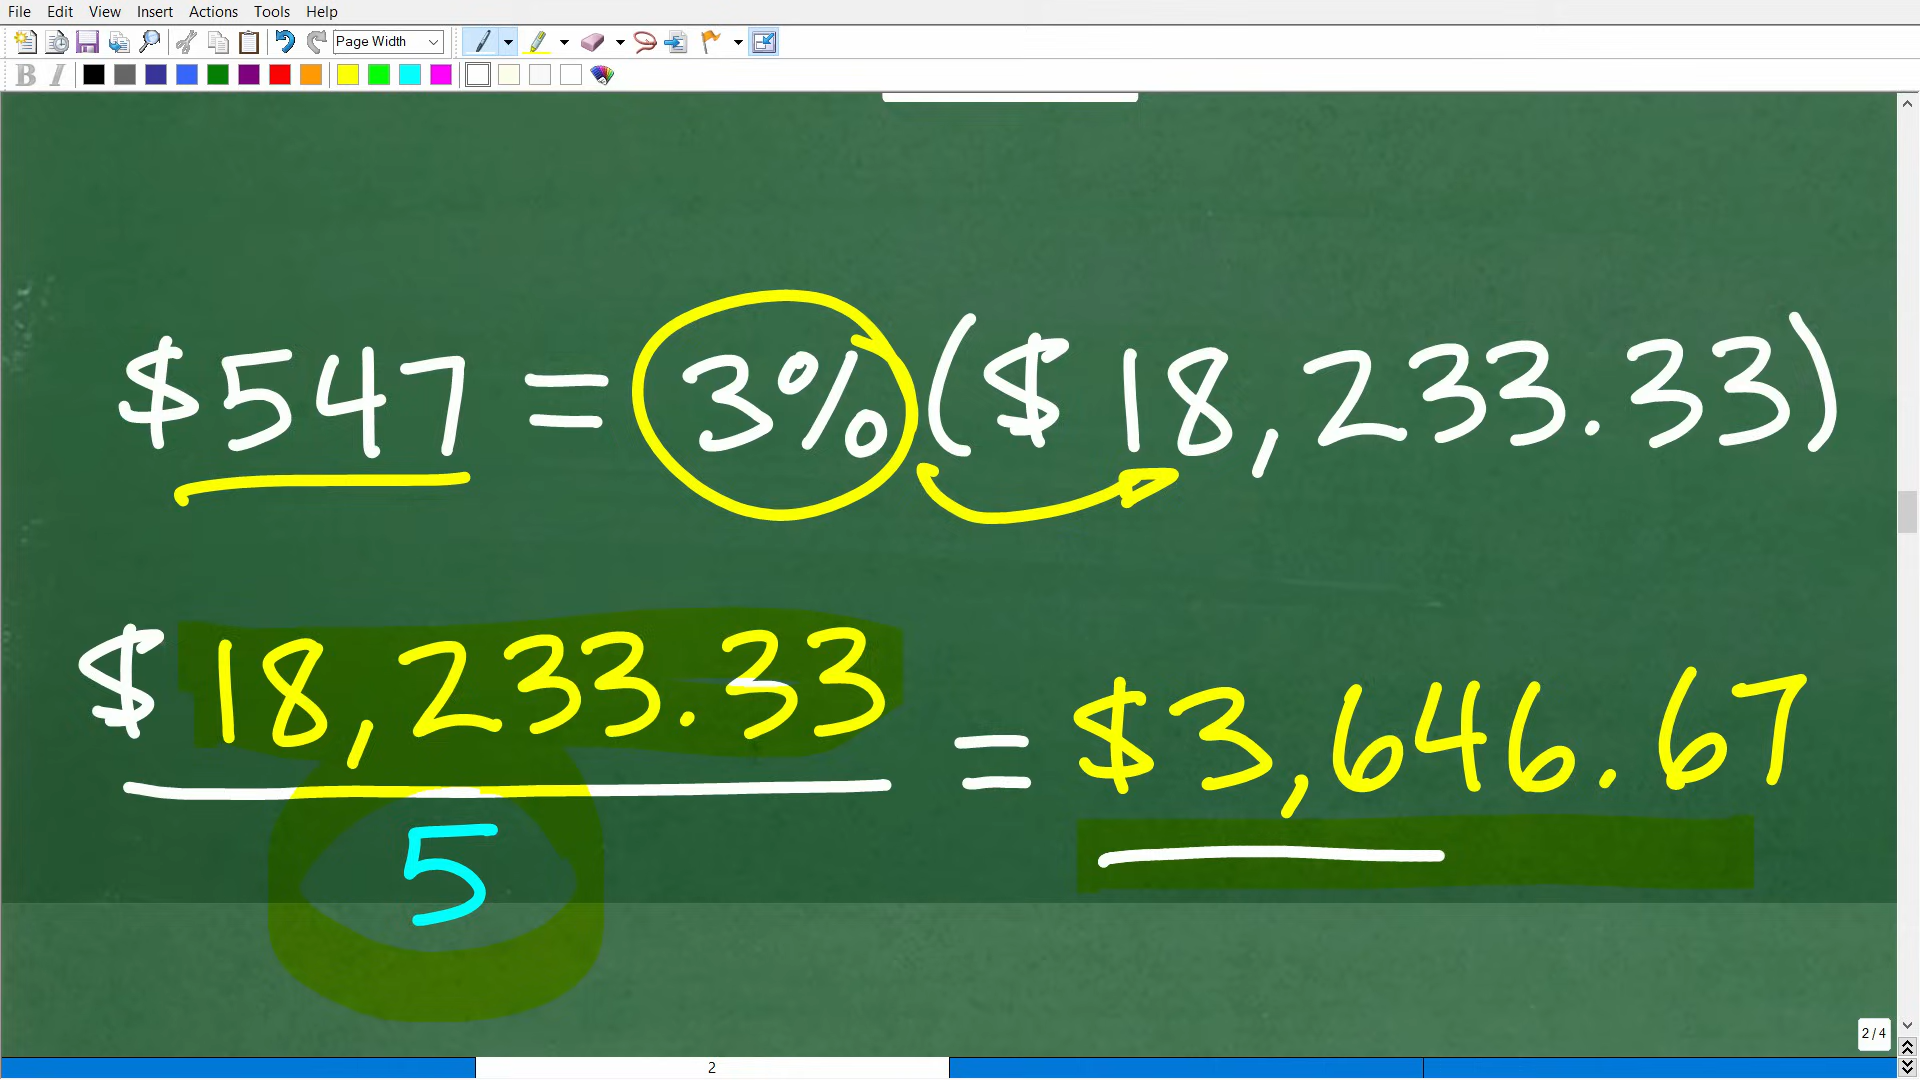 File Edit View Insert Actions Tools Help
Page Width
B I
$547 = 3% ($ 18,233.33)
$ 18,233.33
= $3,646.67
5
2 / 4
2